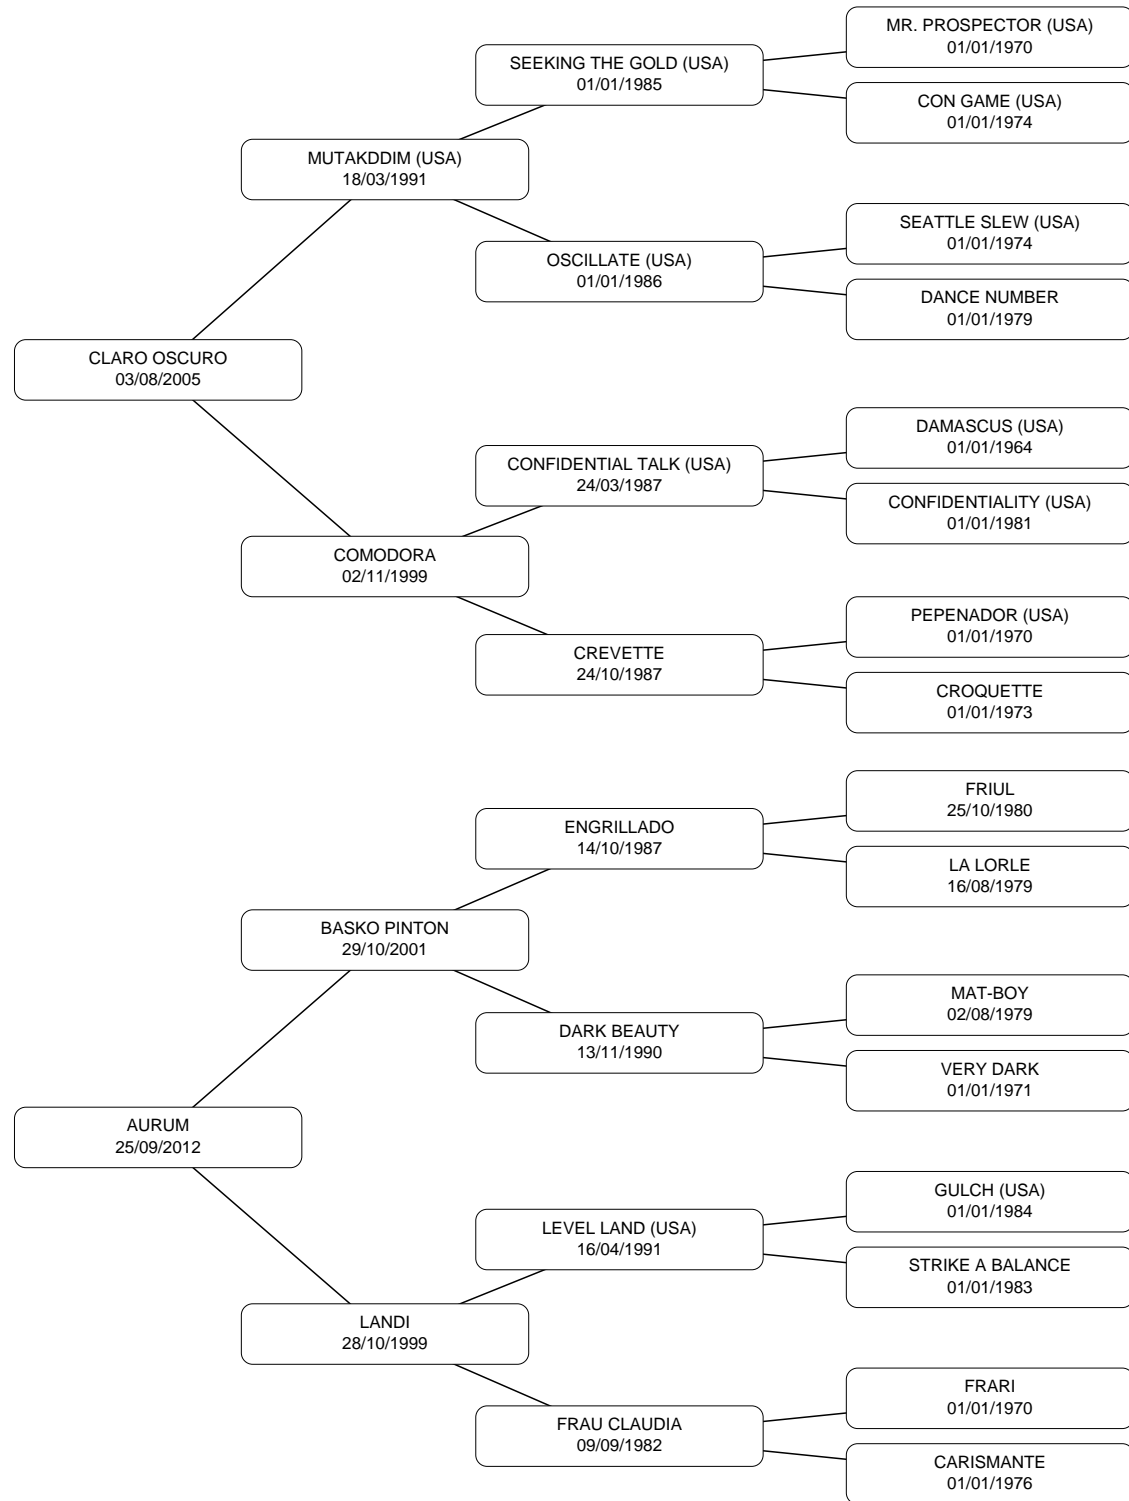 MR. PROSPECTOR (USA)
01/01/1970
SEEKING THE GOLD (USA)
01/01/1985
CON GAME (USA)
01/01/1974
MUTAKDDIM (USA)
18/03/1991
SEATTLE SLEW (USA)
01/01/1974
OSCILLATE (USA)
01/01/1986
DANCE NUMBER
01/01/1979
CLARO OSCURO
03/08/2005
DAMASCUS (USA)
01/01/1964
CONFIDENTIAL TALK (USA)
24/03/1987
CONFIDENTIALITY (USA)
01/01/1981
COMODORA
02/11/1999
PEPENADOR (USA)
01/01/1970
CREVETTE
24/10/1987
CROQUETTE
01/01/1973
FRIUL
25/10/1980
ENGRILLADO
14/10/1987
LA LORLE
16/08/1979
BASKO PINTON
29/10/2001
MAT-BOY
02/08/1979
DARK BEAUTY
13/11/1990
VERY DARK
01/01/1971
AURUM
25/09/2012
GULCH (USA)
01/01/1984
LEVEL LAND (USA)
16/04/1991
STRIKE A BALANCE
01/01/1983
LANDI
28/10/1999
FRARI
01/01/1970
FRAU CLAUDIA
09/09/1982
CARISMANTE
01/01/1976